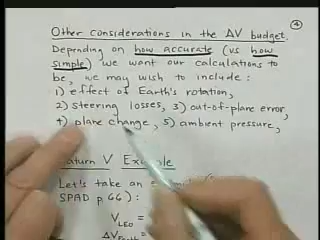 ④
Other considerations in the ΔV budget.
Depending on how accurate (vs how
simple) we want our calculations to
be, we may wish to include:
1) effect of Earth's rotation,
2) steering losses, 3) out-of-plane error,
4) plane change, 5) ambient pressure,
Saturn V Example
Let's take an
SPAD p 66):
V LEO =